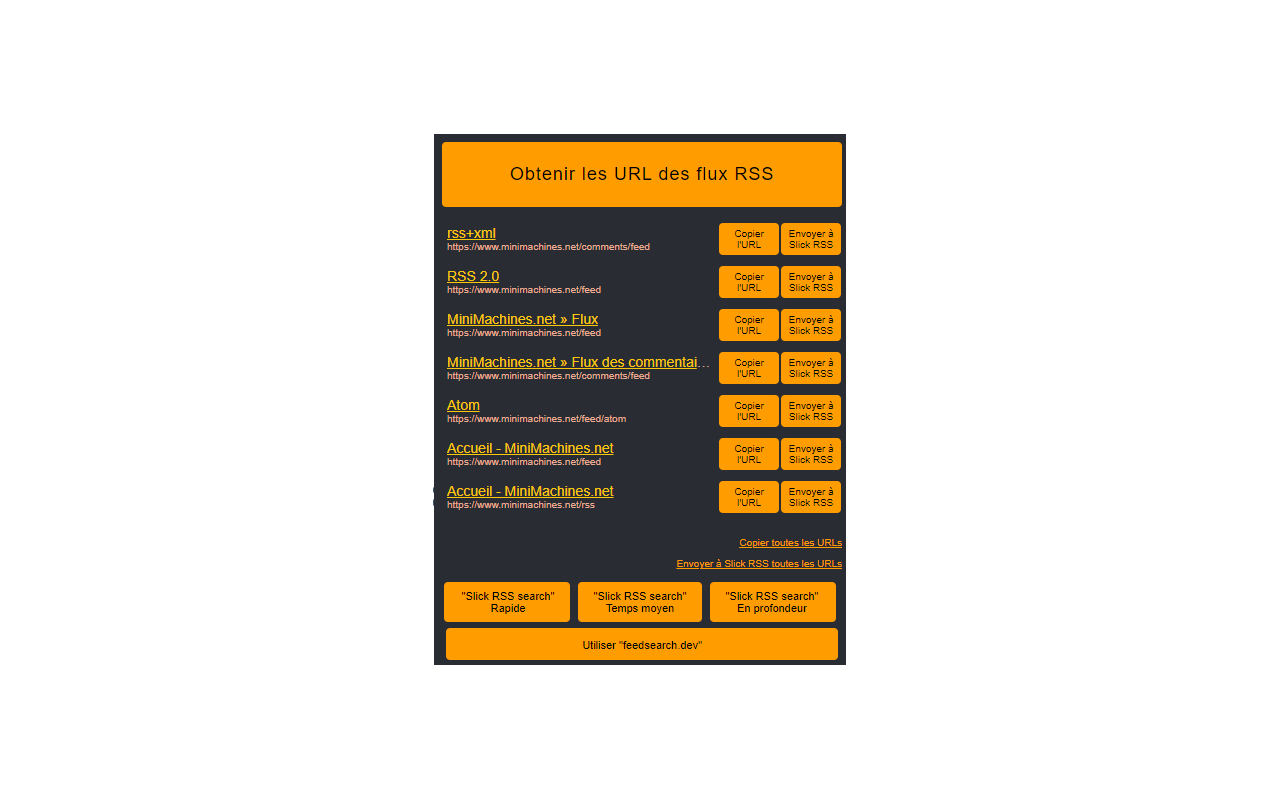 Obtenir les URL des flux RSS
rss+xml
https://www.minimachines.net/comments/feed
Copier
l'URL
Envoyer à
Slick RSS
RSS 2.0
https://www.minimachines.net/feed
Copier
l'URL
Envoyer à
Slick RSS
MiniMachines.net » Flux
https://www.minimachines.net/feed
Copier
l'URL
Envoyer à
Slick RSS
MiniMachines.net » Flux des commentai...
https://www.minimachines.net/comments/feed
Copier
l'URL
Envoyer à
Slick RSS
Atom
https://www.minimachines.net/feed/atom
Copier
l'URL
Envoyer à
Slick RSS
Accueil - MiniMachines.net
https://www.minimachines.net/feed
Copier
l'URL
Envoyer à
Slick RSS
Accueil - MiniMachines.net
https://www.minimachines.net/rss
Copier
l'URL
Envoyer à
Slick RSS
Copier toutes les URLs
Envoyer à Slick RSS toutes les URLs
"Slick RSS search"
Rapide
"Slick RSS search"
Temps moyen
"Slick RSS search"
En profondeur
Utiliser "feedsearch.dev"